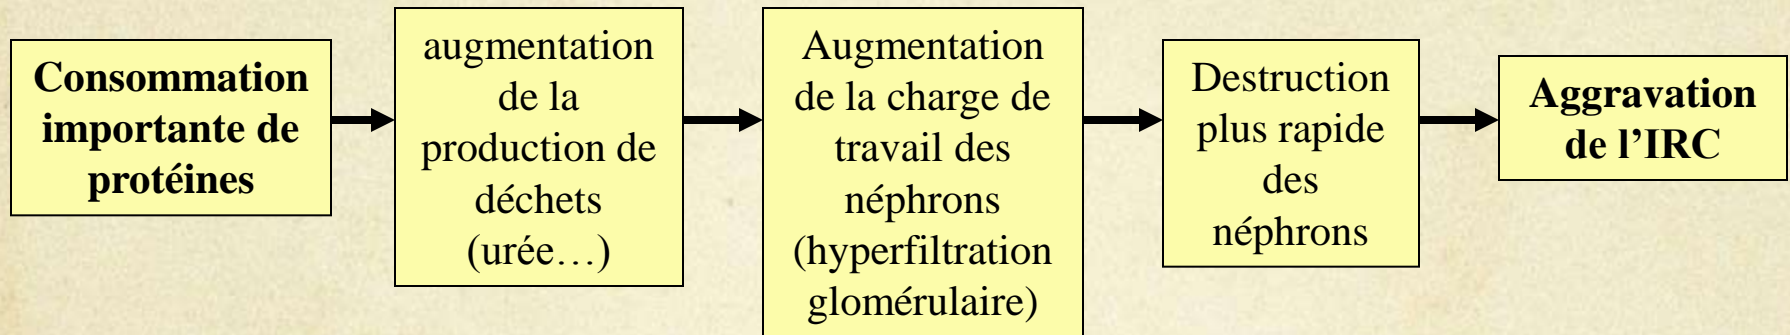 Consommation
importante de
protéines
augmentation
de la
production de
déchets
(urée…)
Augmentation
de la charge de
travail des
néphrons
(hyperfiltration
glomérulaire)
Destruction
plus rapide
des
néphrons
Aggravation
de l’IRC